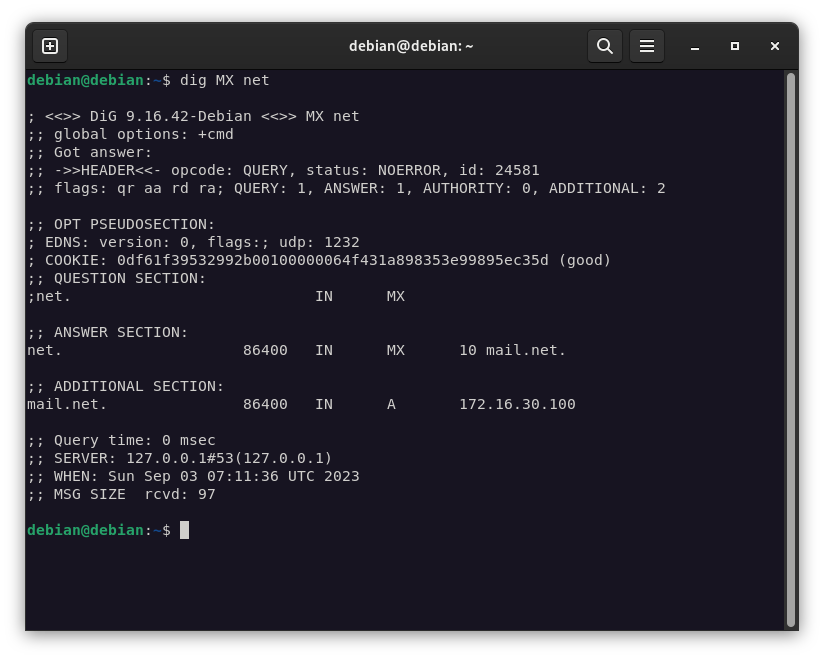 debian@debian: ~
debian@debian:~$ dig MX net
; <<>> DiG 9.16.42-Debian <<>> MX net
;; global options: +cmd
;; Got answer:
;; ->>HEADER<<- opcode: QUERY, status: NOERROR, id: 24581
;; flags: qr aa rd ra; QUERY: 1, ANSWER: 1, AUTHORITY: 0, ADDITIONAL: 2
;; OPT PSEUDOSECTION:
; EDNS: version: 0, flags:; udp: 1232
; COOKIE: 0df61f39532992b00100000064f431a898353e99895ec35d (good)
;; QUESTION SECTION:
;net. IN MX
;; ANSWER SECTION:
net. 86400 IN MX 10 mail.net.
;; ADDITIONAL SECTION:
mail.net. 86400 IN A 172.16.30.100
;; Query time: 0 msec
;; SERVER: 127.0.0.1#53(127.0.0.1)
;; WHEN: Sun Sep 03 07:11:36 UTC 2023
;; MSG SIZE  rcvd: 97
debian@debian:~$